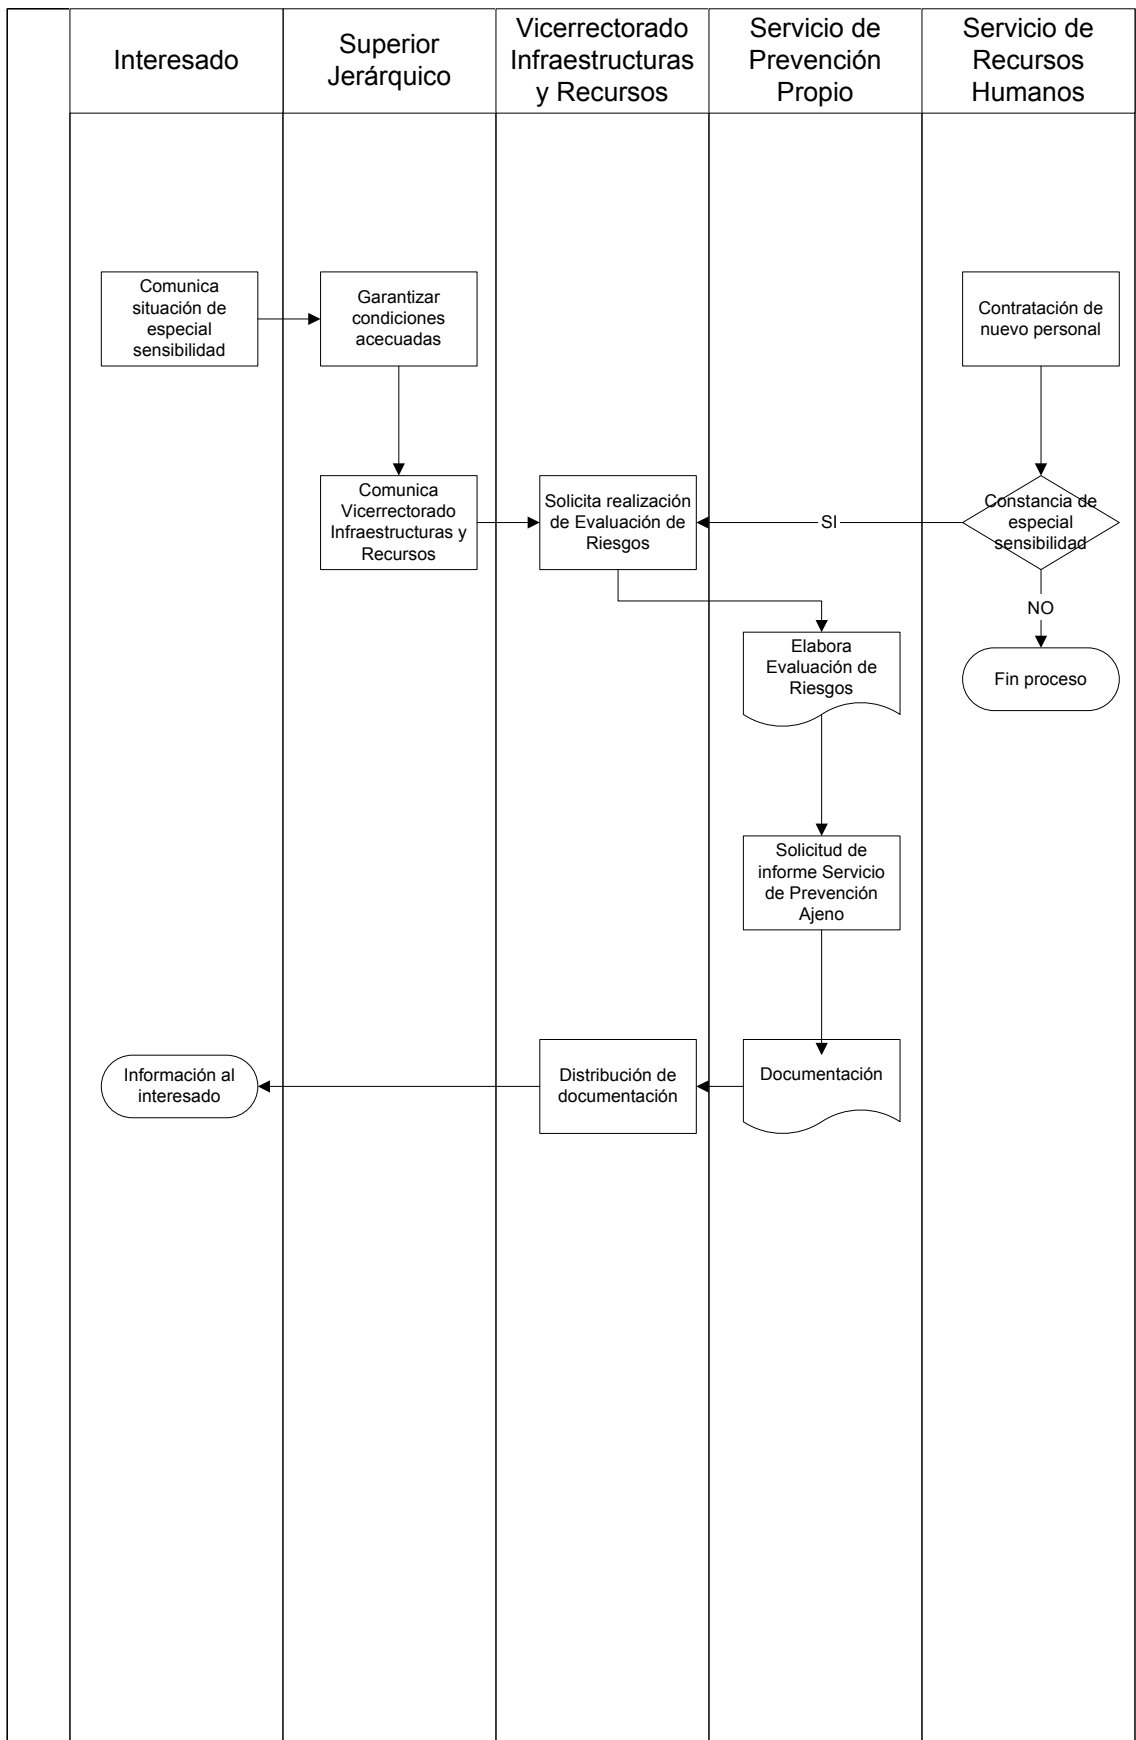 Interesado
Superior
Jerárquico
Vicerrectorado
Infraestructuras
y Recursos
Servicio de
Prevención
Propio
Servicio de
Recursos
Humanos
Comunica
situación de
especial
sensibilidad
Garantizar
condiciones
acecuadas
Contratación de
nuevo personal
Comunica
Vicerrectorado
Infraestructuras y
Recursos
Solicita realización
de Evaluación de
Riesgos
SI
Constancia de
especial
sensibilidad
NO
Elabora
Evaluación de
Riesgos
Fin proceso
Solicitud de
informe Servicio
de Prevención
Ajeno
Información al
interesado
Distribución de
documentación
Documentación